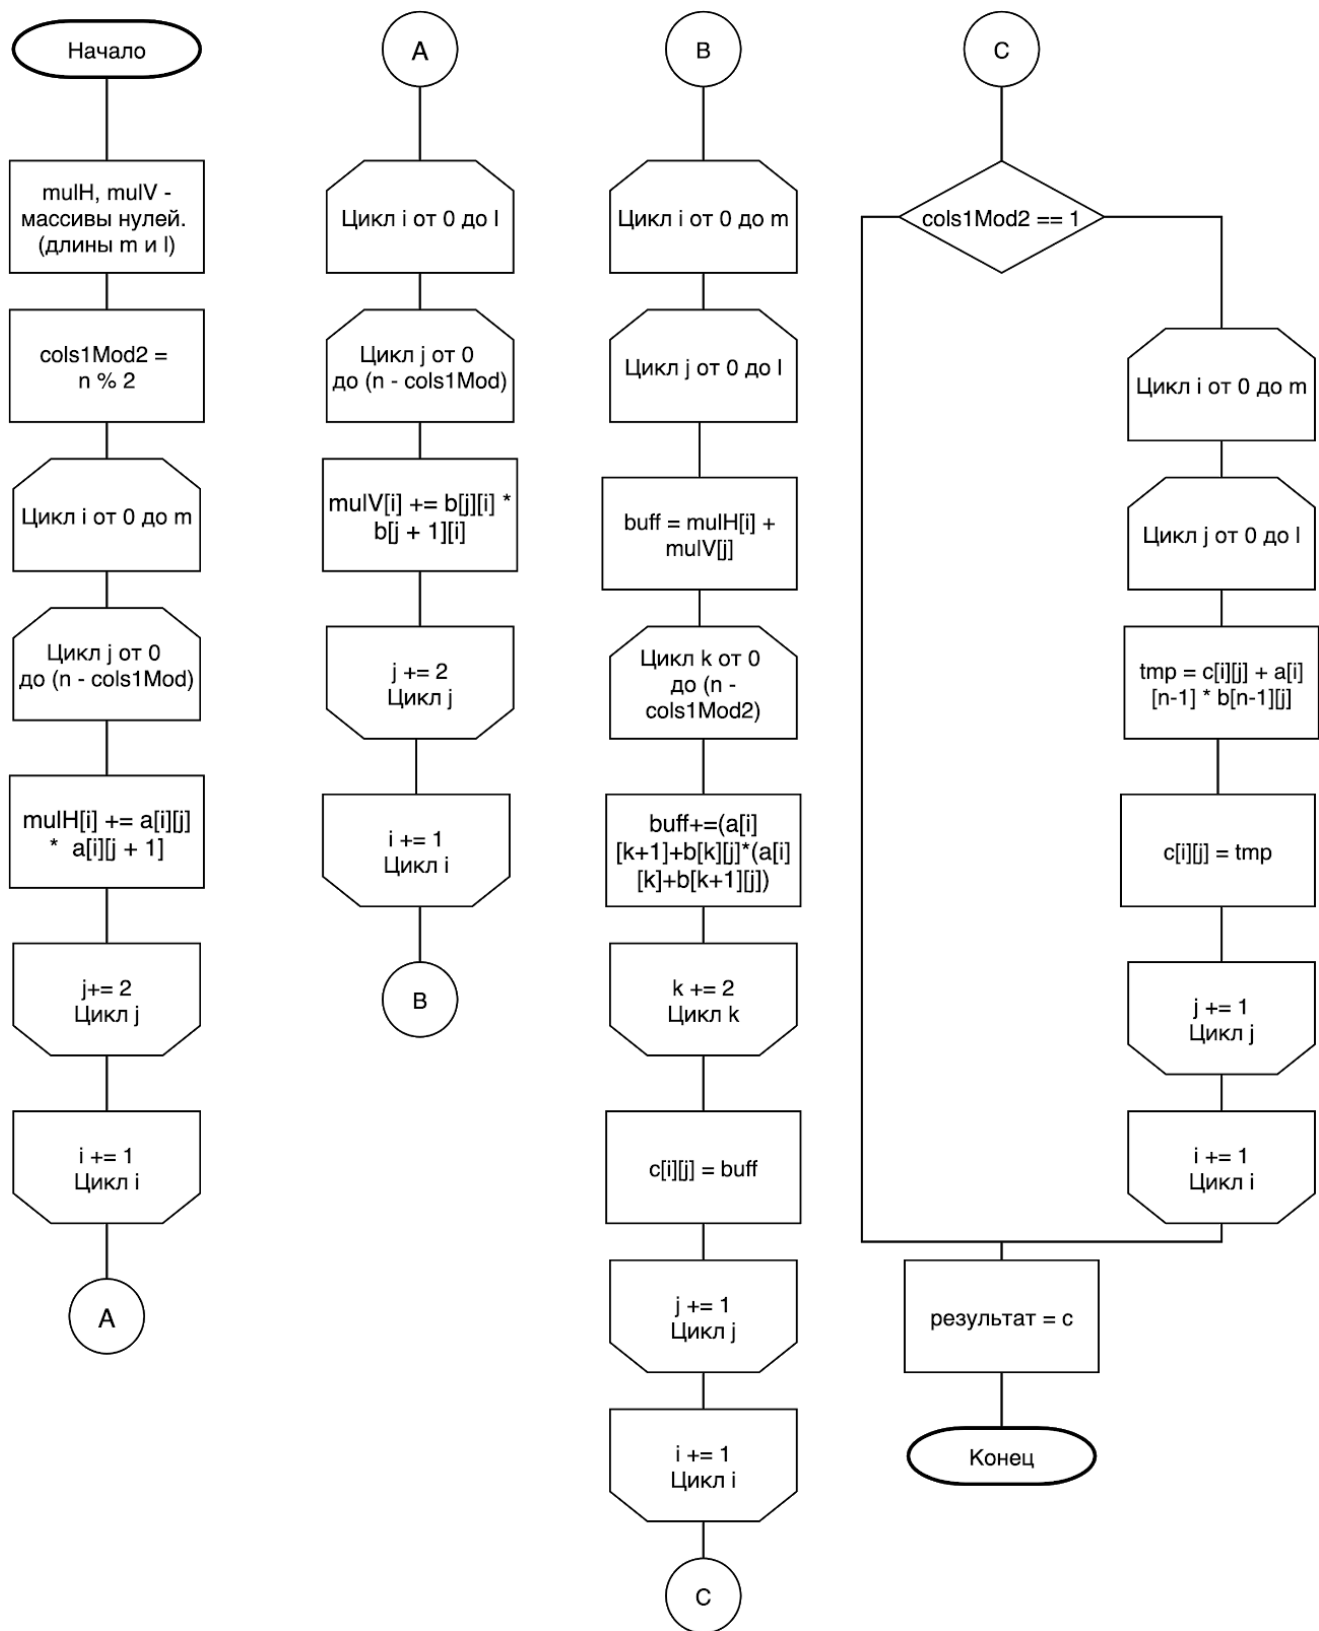 Начало
mulH, mulV -
массивы нулей.
(длины m и l)
cols1Mod2 =
n % 2
Цикл i от 0 до m
Цикл j от 0
до (n - cols1Mod)
mulH[i] += a[i][j]
* a[i][j + 1]
j+= 2
Цикл j
i += 1
Цикл i
A
A
Цикл i от 0 до l
Цикл j от 0
до (n - cols1Mod)
mulV[i] += b[j][i] *
b[j + 1][i]
j += 2
Цикл j
i += 1
Цикл i
B
B
Цикл i от 0 до m
Цикл j от 0 до l
buff = mulH[i] +
mulV[j]
Цикл k от 0
до (n -
cols1Mod2)
buff+=(a[i]
[k+1]+b[k][j]*(a[i]
[k]+b[k+1][j])
k += 2
Цикл k
c[i][j] = buff
j += 1
Цикл j
i += 1
Цикл i
C
C
cols1Mod2 == 1
Цикл i от 0 до m
Цикл j от 0 до l
tmp = c[i][j] + a[i]
[n-1] * b[n-1][j]
c[i][j] = tmp
j += 1
Цикл j
i += 1
Цикл i
результат = c
Конец